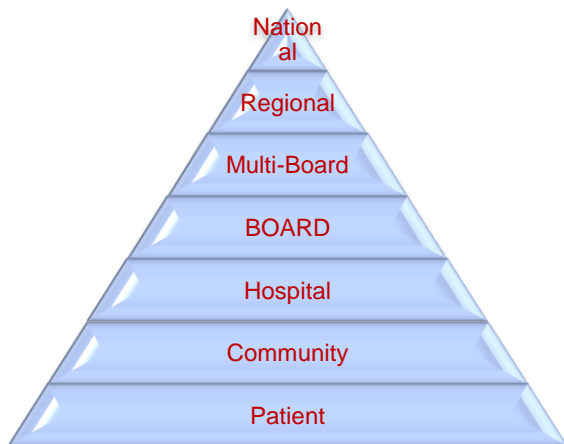 Nation
al
Regional
Multi-Board
BOARD
Hospital
Community
Patient